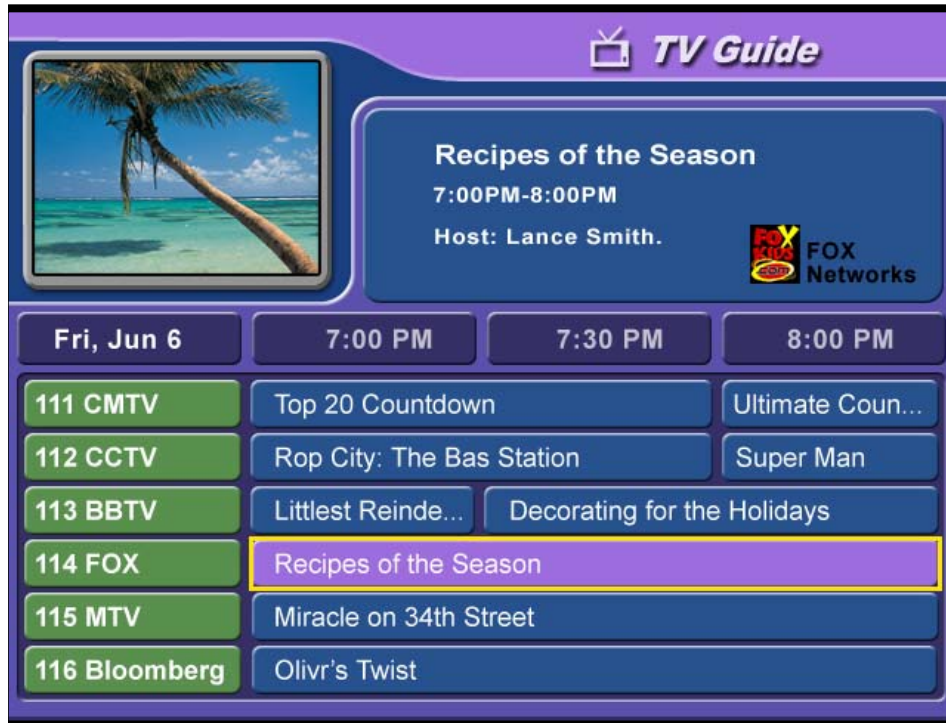 TV Guide
Recipes of the Season
7:00PM-8:00PM
Host: Lance Smith.
FOX
KIDS
.com
FOX
Networks
Fri, Jun 6
7:00 PM
7:30 PM
8:00 PM
111 CMTV
Top 20 Countdown
Ultimate Coun...
112 CCTV
Rop City: The Bas Station
Super Man
113 BBTV
Littlest Reinde...
Decorating for the Holidays
114 FOX
Recipes of the Season
115 MTV
Miracle on 34th Street
116 Bloomberg
Olivr's Twist